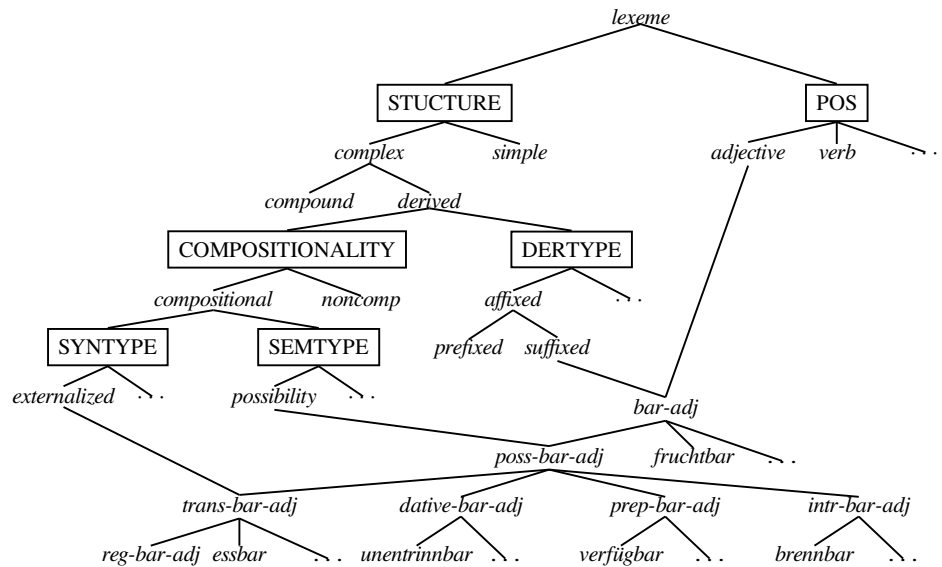 lexeme
STUCTURE POS
complex simple adjective verb ...
compound derived
COMPOSITIONALITY DERTYPE
compositional noncomp affixed ...
SYNTYPE SEMTYPE prefixed suffixed
externalized ... possibility ...
bar-adj
poss-bar-adj fruchtbar ...
trans-bar-adj dative-bar-adj prep-bar-adj intr-bar-adj
reg-bar-adj essbar ... unentrinnbar ... verfügbar ... brennbar ...